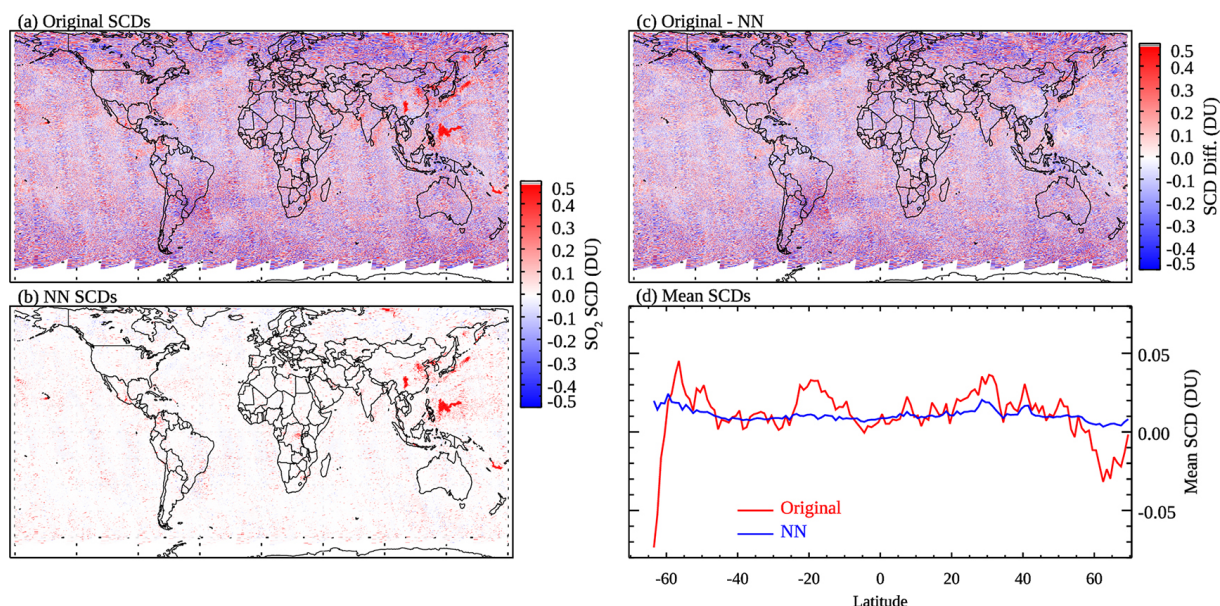 (a) Original SCDs
(c) Original - NN
0.5
0.4
0.3
0.2
0.1
0.0
-0.1
-0.2
-0.3
-0.4
-0.5
SCD Diff. (DU)
0.5
0.4
0.3
0.2
0.1
0.0
-0.1
-0.2
-0.3
-0.4
-0.5
SO₂ SCD (DU)
(b) NN SCDs
(d) Mean SCDs
0.05
0.00
-0.05
Mean SCD (DU)
Original
NN
-60 -40 -20 0 20 40 60
Latitude